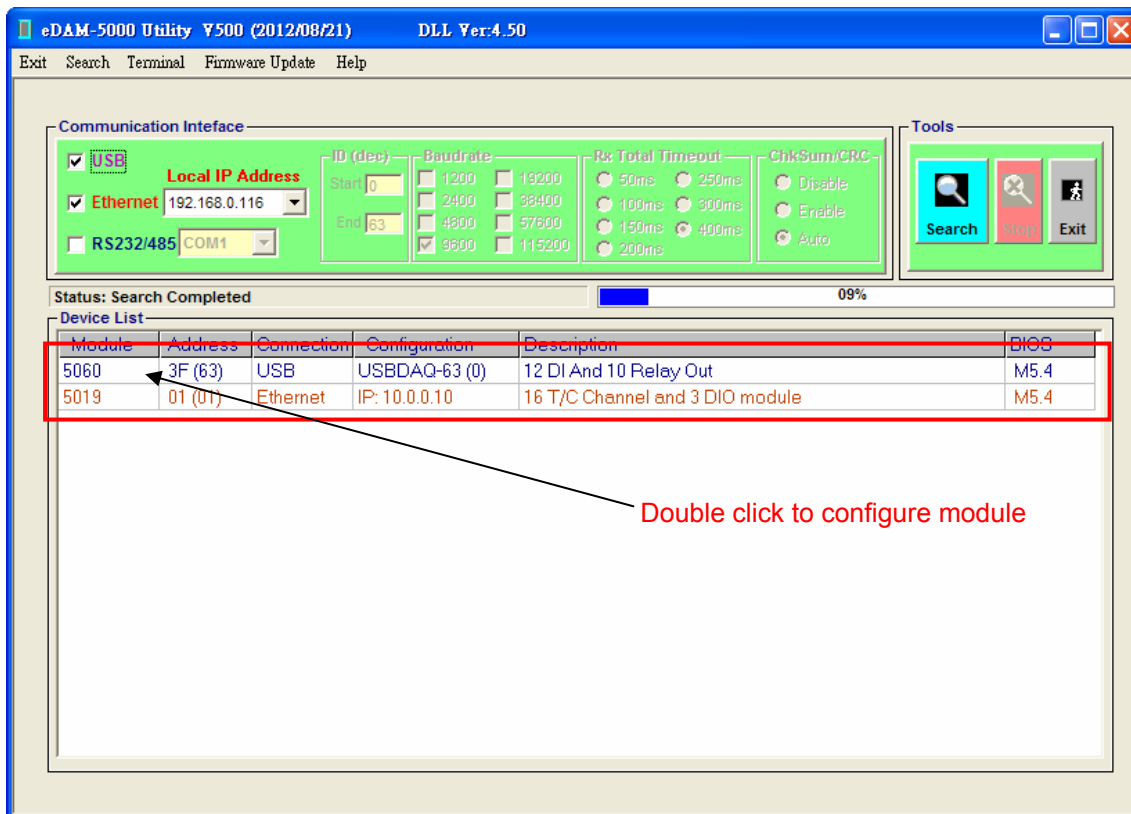 eDAM-5000 Utility V500 (2012/08/21) DLL Ver:4.50
Exit Search Terminal Firmware Update Help
Communication Inteface
USB
Local IP Address
Ethernet 192.168.0.116
RS232/485 COM1
ID (dec)
Start 0
End 63
Baudrate
1200 19200
2400 38400
4800 57600
9600 115200
Rx Total Timeout
50ms 250ms
100ms 300ms
150ms 400ms
200ms
ChkSum/CRC
Disable
Enable
Auto
Tools
Search Stop Exit
Status: Search Completed 09%
Device List
Module Address Connection Configuration Description BIOS
5060 3F (63) USB USBDAQ-63 (0) 12 DI And 10 Relay Out M5.4
5019 01 (01) Ethernet IP: 10.0.0.10 16 T/C Channel and 3 DIO module M5.4
Double click to configure module